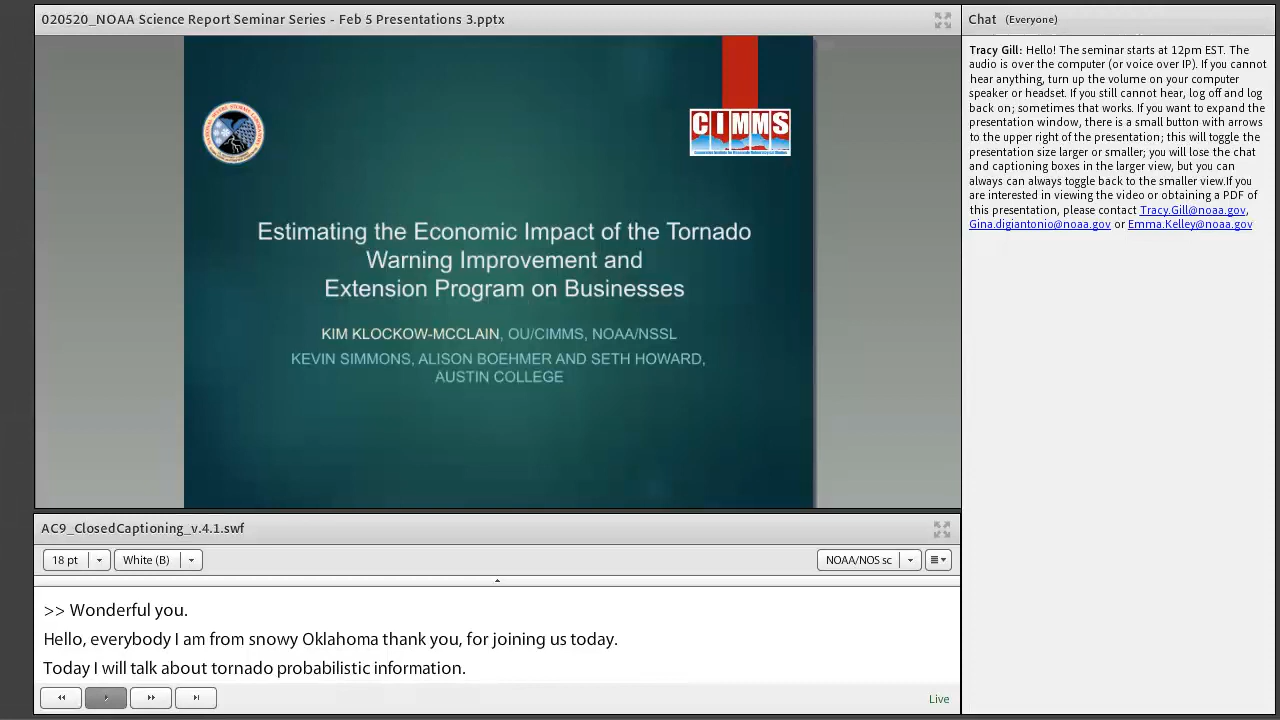 020520_NOAA Science Report Seminar Series - Feb 5 Presentations 3.pptx
CIMMS
Estimating the Economic Impact of the Tornado
Warning Improvement and
Extension Program on Businesses
KIM KLOCKOW-MCCLAIN, OU/CIMMS, NOAA/NSSL
KEVIN SIMMONS, ALISON BOEHMER AND SETH HOWARD,
AUSTIN COLLEGE
AC9_ClosedCaptioning_v.4.1.swf
18 pt
White (B)
NOAA/NOS sc
>> Wonderful you.
Hello, everybody I am from snowy Oklahoma thank you, for joining us today.
Today I will talk about tornado probabilistic information.
Live
Chat (Everyone)
Tracy Gill: Hello! The seminar starts at 12pm EST. The
audio is over the computer (or voice over IP). If you cannot
hear anything, turn up the volume on your computer
speaker or headset. If you still cannot hear, log off and log
back on; sometimes that works. If you want to expand the
presentation window, there is a small button with arrows
to the upper right of the presentation; this will toggle the
presentation size larger or smaller; you will lose the chat
and captioning boxes in the larger view, but you can
always can always toggle back to the smaller view.If you
are interested in viewing the video or obtaining a PDF of
this presentation, please contact Tracy.Gill@noaa.gov,
Gina.digiantonio@noaa.gov or Emma.Kelley@noaa.gov